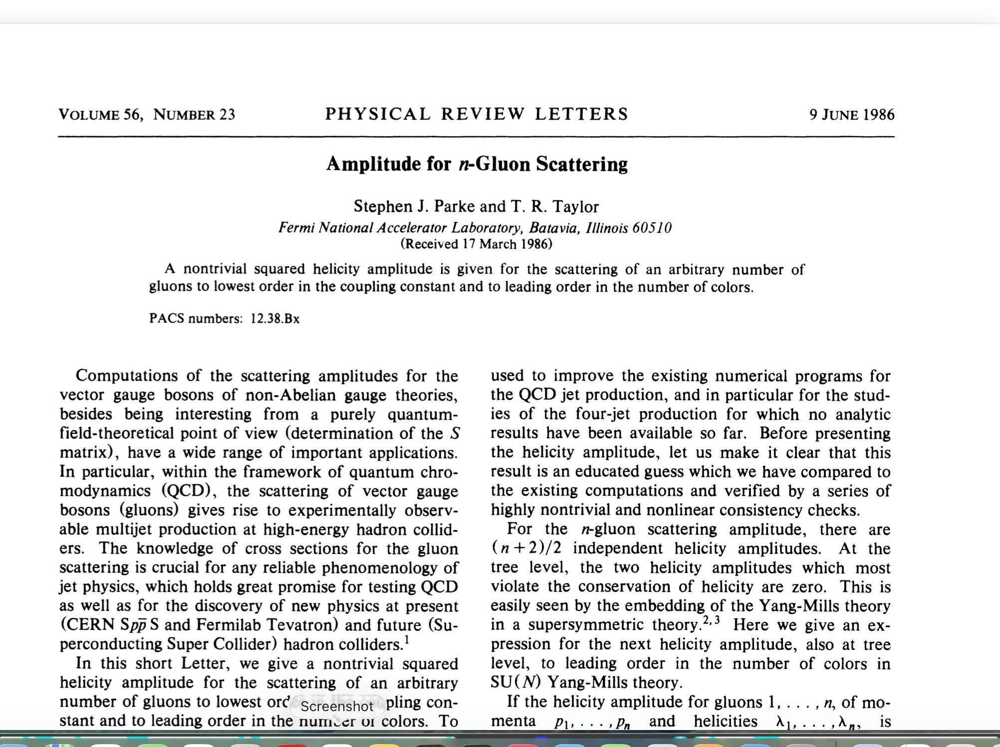 VOLUME 56, NUMBER 23
PHYSICAL REVIEW LETTERS
9 JUNE 1986
Amplitude for n-Gluon Scattering
Stephen J. Parke and T. R. Taylor
Fermi National Accelerator Laboratory, Batavia, Illinois 60510
(Received 17 March 1986)
A nontrivial squared helicity amplitude is given for the scattering of an arbitrary number of
gluons to lowest order in the coupling constant and to leading order in the number of colors.
PACS numbers: 12.38.Bx
Computations of the scattering amplitudes for the
vector gauge bosons of non-Abelian gauge theories,
besides being interesting from a purely quantum-
field-theoretical point of view (determination of the S
matrix), have a wide range of important applications.
In particular, within the framework of quantum chro-
modynamics (QCD), the scattering of vector gauge
bosons (gluons) gives rise to experimentally observ-
able multijet production at high-energy hadron collid-
ers. The knowledge of cross sections for the gluon
scattering is crucial for any reliable phenomenology of
jet physics, which holds great promise for testing QCD
as well as for the discovery of new physics at present
(CERN Spp̅S and Fermilab Tevatron) and future (Su-
perconducting Super Collider) hadron colliders.¹
In this short Letter, we give a nontrivial squared
helicity amplitude for the scattering of an arbitrary
number of gluons to lowest pling con-
Screenshot
stant and to leading order in the number of colors. To
used to improve the existing numerical programs for
the QCD jet production, and in particular for the stud-
ies of the four-jet production for which no analytic
results have been available so far. Before presenting
the helicity amplitude, let us make it clear that this
result is an educated guess which we have compared to
the existing computations and verified by a series of
highly nontrivial and nonlinear consistency checks.
For the n-gluon scattering amplitude, there are
(n+2)/2 independent helicity amplitudes. At the
tree level, the two helicity amplitudes which most
violate the conservation of helicity are zero. This is
easily seen by the embedding of the Yang-Mills theory
in a supersymmetric theory.²,³ Here we give an ex-
pression for the next helicity amplitude, also at tree
level, to leading order in the number of colors in
SU(N) Yang-Mills theory.
If the helicity amplitude for gluons 1, . . . , n, of mo-
menta p₁, . . . , pₙ and helicities λ₁, . . . , λₙ, is